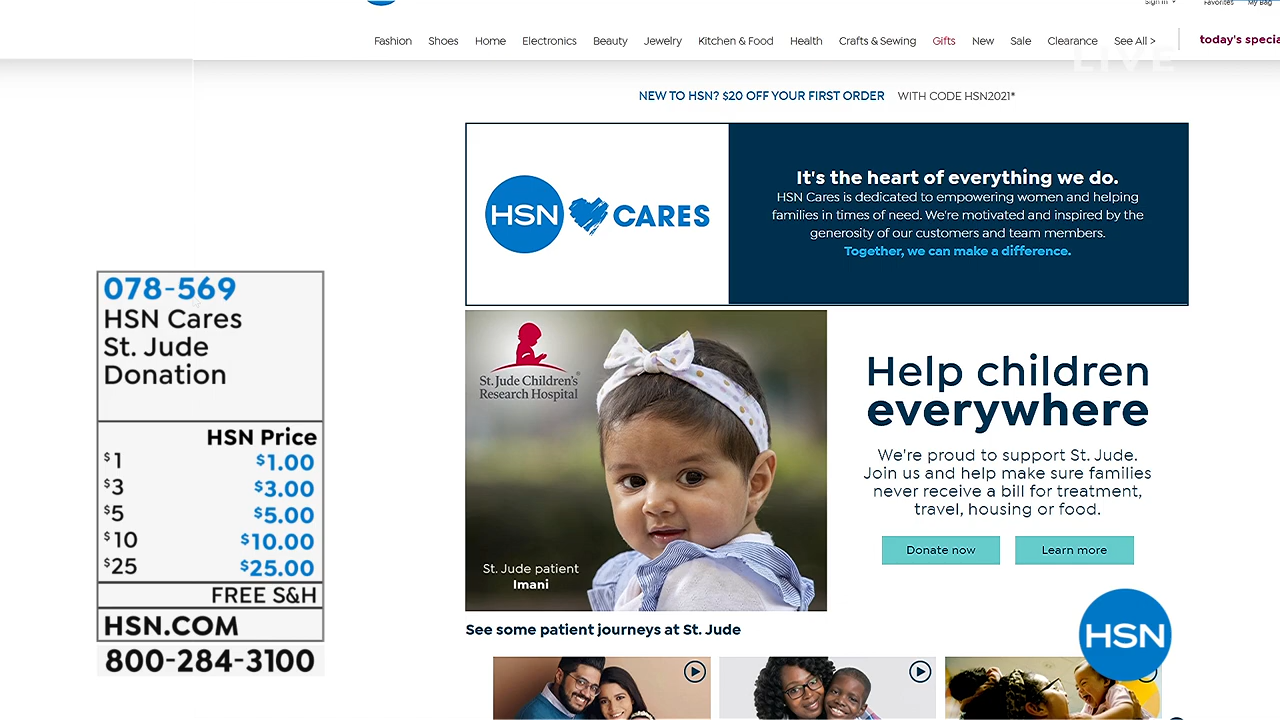 Sign in
Favorites
My Bag
Fashion
Shoes
Home
Electronics
Beauty
Jewelry
Kitchen & Food
Health
Crafts & Sewing
Gifts
New
Sale
Clearance
See All >
today's specia
LIVE
NEW TO HSN? $20 OFF YOUR FIRST ORDER WITH CODE HSN2021*
HSN CARES
It's the heart of everything we do.
HSN Cares is dedicated to empowering women and helping
families in times of need. We're motivated and inspired by the
generosity of our customers and team members.
Together, we can make a difference.
078-569
HSN Cares
St. Jude
Donation
HSN Price
$1 $1.00
$3 $3.00
$5 $5.00
$10 $10.00
$25 $25.00
FREE S&H
HSN.COM
800-284-3100
St. Jude Children's®
Research Hospital
St. Jude patient
Imani
Help children
everywhere
We're proud to support St. Jude.
Join us and help make sure families
never receive a bill for treatment,
travel, housing or food.
Donate now
Learn more
See some patient journeys at St. Jude
HSN